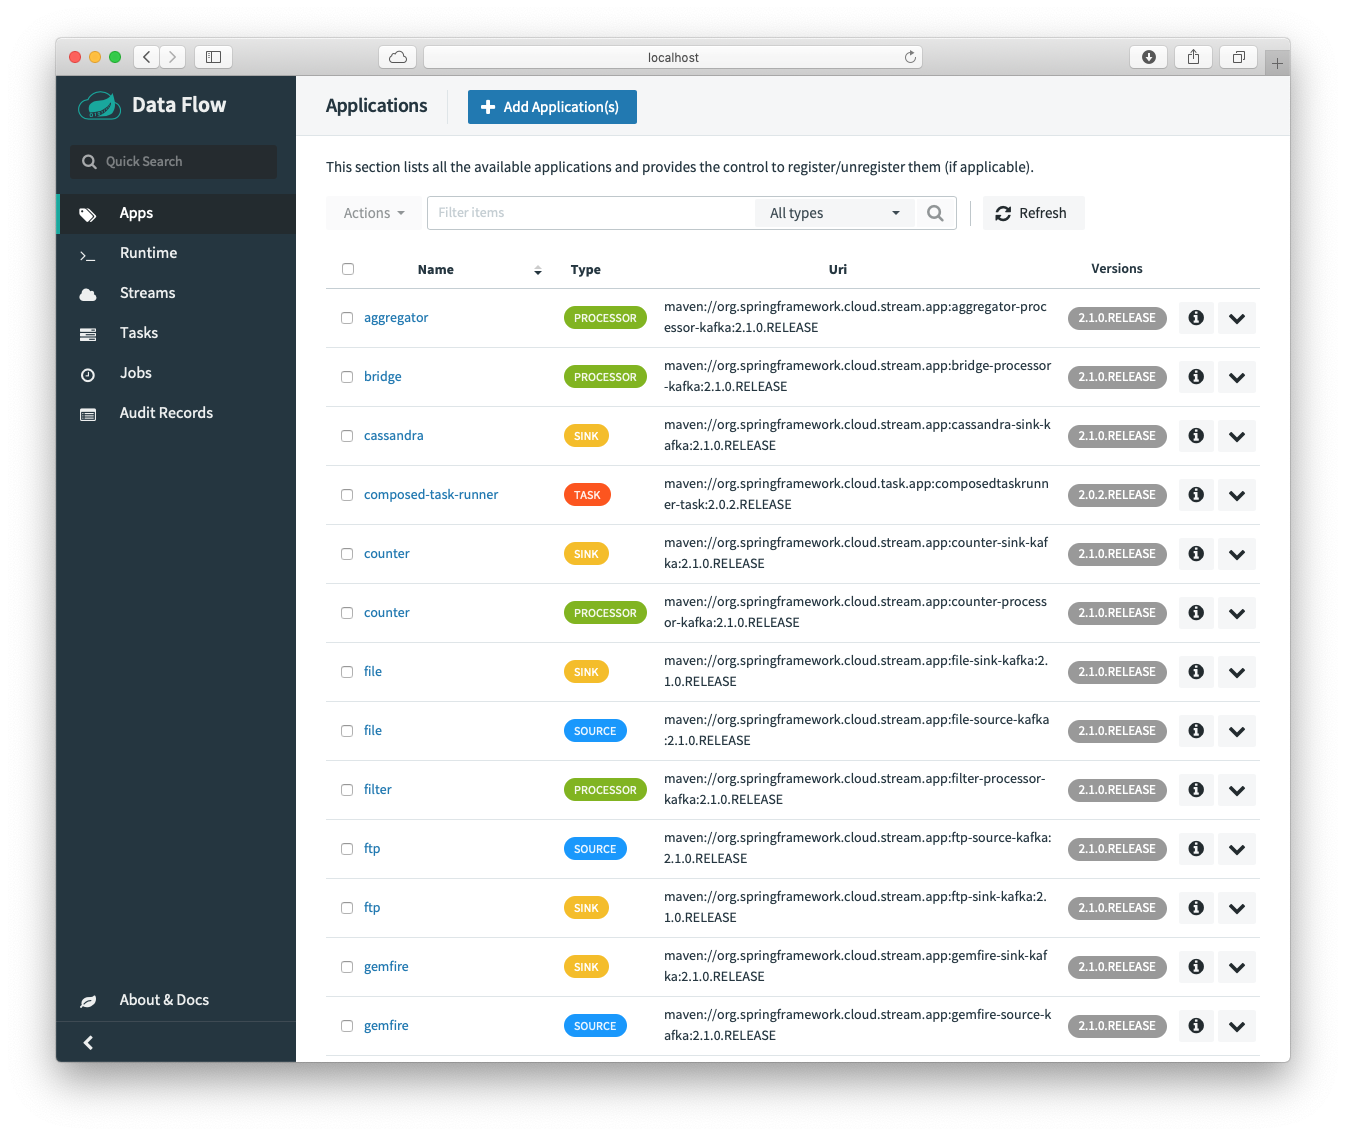 localhost
Data Flow
Applications
Add Application(s)
Quick Search
Apps
Runtime
Streams
Tasks
Jobs
Audit Records
About & Docs
This section lists all the available applications and provides the control to register/unregister them (if applicable).
Actions
Filter items
All types
Refresh
Name Type Uri Versions
aggregator PROCESSOR maven://org.springframework.cloud.stream.app:aggregator-proc 2.1.0.RELEASE
essor-kafka:2.1.0.RELEASE
bridge PROCESSOR maven://org.springframework.cloud.stream.app:bridge-processor 2.1.0.RELEASE
-kafka:2.1.0.RELEASE
cassandra SINK maven://org.springframework.cloud.stream.app:cassandra-sink-k 2.1.0.RELEASE
afka:2.1.0.RELEASE
composed-task-runner TASK maven://org.springframework.cloud.task.app:composedtaskrunn 2.0.2.RELEASE
er-task:2.0.2.RELEASE
counter SINK maven://org.springframework.cloud.stream.app:counter-sink-kaf 2.1.0.RELEASE
ka:2.1.0.RELEASE
counter PROCESSOR maven://org.springframework.cloud.stream.app:counter-process 2.1.0.RELEASE
or-kafka:2.1.0.RELEASE
file SINK maven://org.springframework.cloud.stream.app:file-sink-kafka:2. 2.1.0.RELEASE
1.0.RELEASE
file SOURCE maven://org.springframework.cloud.stream.app:file-source-kafka 2.1.0.RELEASE
:2.1.0.RELEASE
filter PROCESSOR maven://org.springframework.cloud.stream.app:filter-processor- 2.1.0.RELEASE
kafka:2.1.0.RELEASE
ftp SOURCE maven://org.springframework.cloud.stream.app:ftp-source-kafka: 2.1.0.RELEASE
2.1.0.RELEASE
ftp SINK maven://org.springframework.cloud.stream.app:ftp-sink-kafka:2. 2.1.0.RELEASE
1.0.RELEASE
gemfire SINK maven://org.springframework.cloud.stream.app:gemfire-sink-kaf 2.1.0.RELEASE
ka:2.1.0.RELEASE
gemfire SOURCE maven://org.springframework.cloud.stream.app:gemfire-source-k 2.1.0.RELEASE
afka:2.1.0.RELEASE